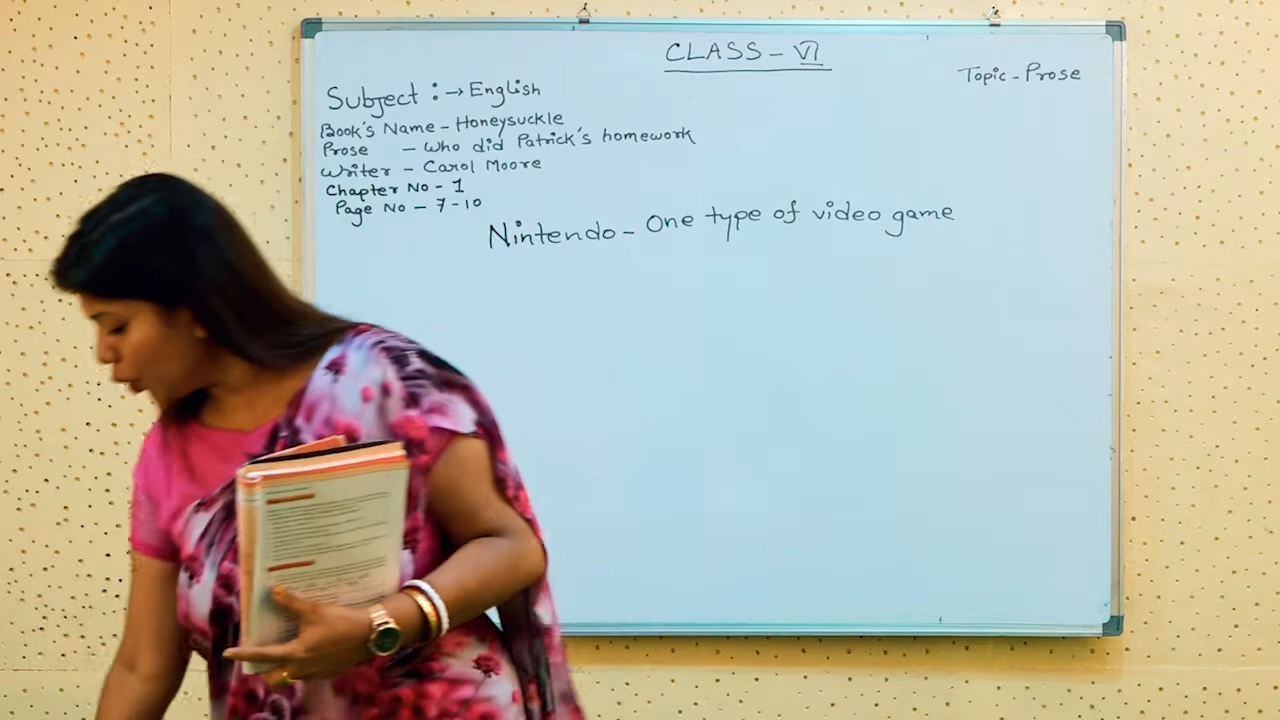 CLASS - VI
Topic - Prose
Subject : → English
Book's Name - Honeysuckle
Prose - Who did Patrick's homework
Writer - Carol Moore
Chapter No - 1
Page No - 7-10
Nintendo - One type of video game